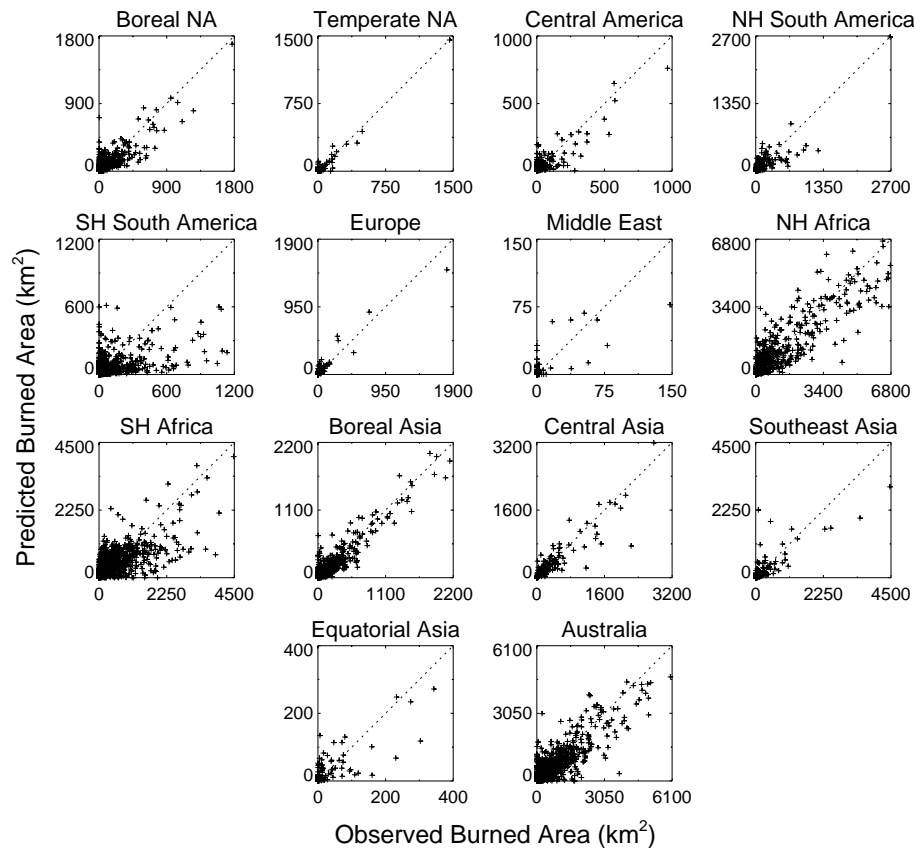 Boreal NA Temperate NA Central America NH South America
1800 1500 1000 2700
900 750 500 1350
0 0 0 0
0 900 1800 0 750 1500 0 500 1000 0 1350 2700
SH South America Europe Middle East NH Africa
1200 1900 150 6800
600 950 75 3400
0 0 0 0
0 600 1200 0 950 1900 0 75 150 0 3400 6800
SH Africa Boreal Asia Central Asia Southeast Asia
4500 2200 3200 4500
2250 1100 1600 2250
0 0 0 0
0 2250 4500 0 1100 2200 0 1600 3200 0 2250 4500
Equatorial Asia Australia
400 6100
200 3050
0 0
0 200 400 0 3050 6100
Predicted Burned Area (km²)
Observed Burned Area (km²)